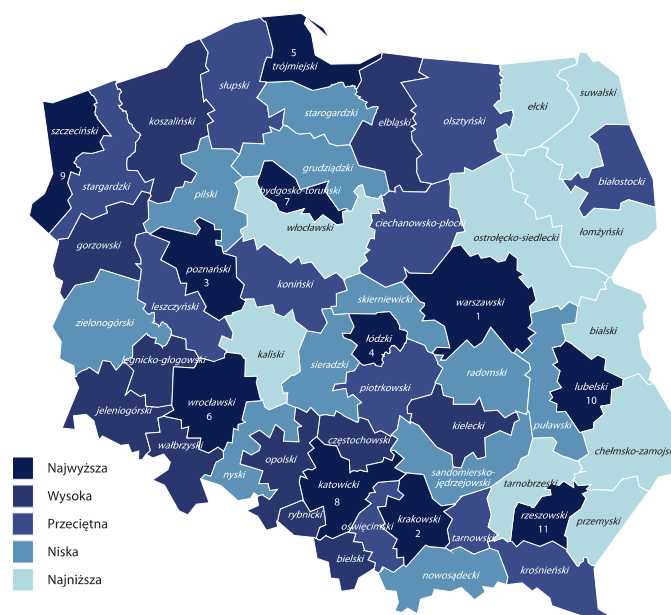 5
trójmiejski
słupski
koszaliński
starogardzki
elbląski
olsztyński
ełcki
suwalski
szczeciński
9
stargardzki
pilski
grudziądzki
bydgosko-toruński
7
włocławski
ciechanowsko-płocki
białostocki
łomżyński
ostrołęcko-siedlecki
gorzowski
poznański
3
koniński
leszczyński
skierniewicki
warszawski
1
zielonogórski
łódzki
4
bialski
legnicko-głogowski
kaliski
sieradzki
piotrkowski
radomski
lubelski
10
jeleniogórski
wrocławski
6
wałbrzyski
częstochowski
kielecki
puławski
chełmsko-zamojs
nyski
opolski
katowicki
8
sandomiersko-
jędrzejowski
tarnobrzeski
rybnicki
oświęcims
krakowski
2
tarnows
rzeszowski
11
przemyski
bielski
nowosądecki
krośnieński
Najwyższa
Wysoka
Przeciętna
Niska
Najniższa